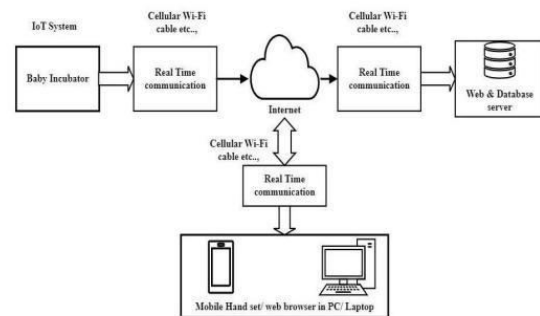 IoT System
Cellular Wi-Fi
cable etc..,
Cellular Wi-Fi
cable etc..,
Baby Incubator
Real Time
communication
Internet
Real Time
communication
Web & Database
server
Cellular Wi-Fi
cable etc..,
Real Time
communication
Mobile Hand set/ web browser in PC/ Laptop